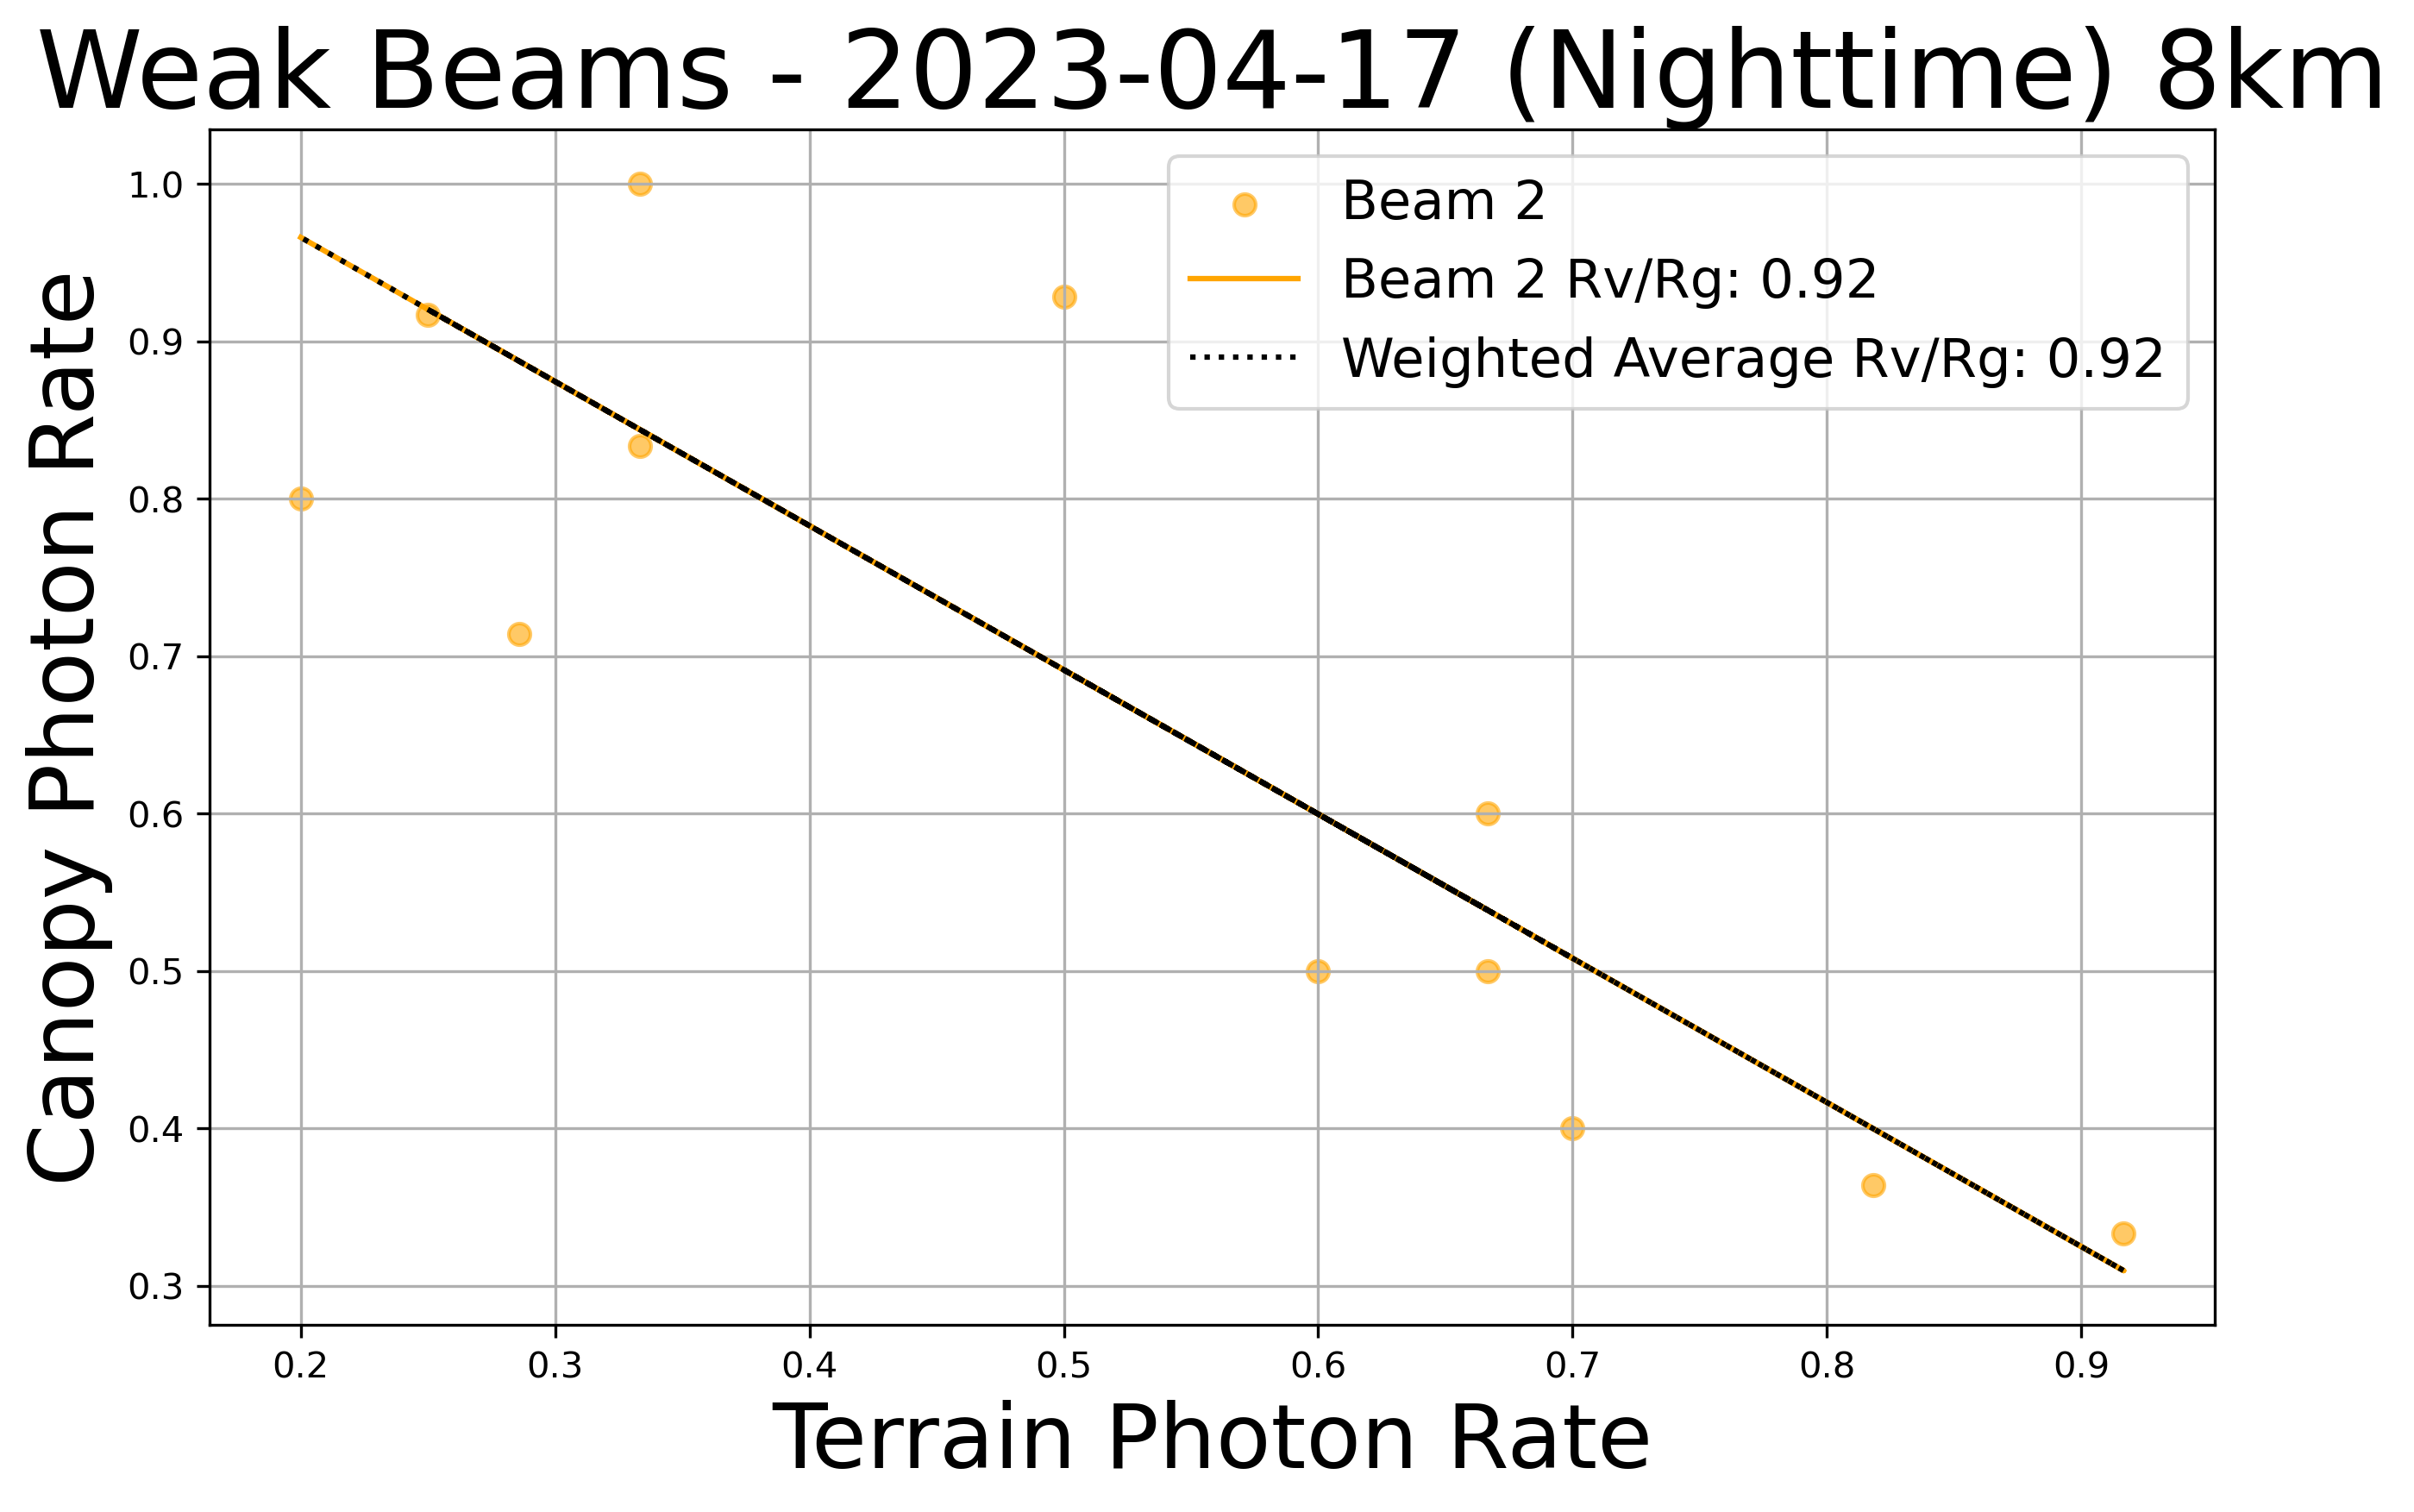 Weak Beams - 2023-04-17 (Nighttime) 8km
Beam 2
Beam 2 Rv/Rg: 0.92
Weighted Average Rv/Rg: 0.92
Canopy Photon Rate
1.0
0.9
0.8
0.7
0.6
0.5
0.4
0.3
0.2 0.3 0.4 0.5 0.6 0.7 0.8 0.9
Terrain Photon Rate